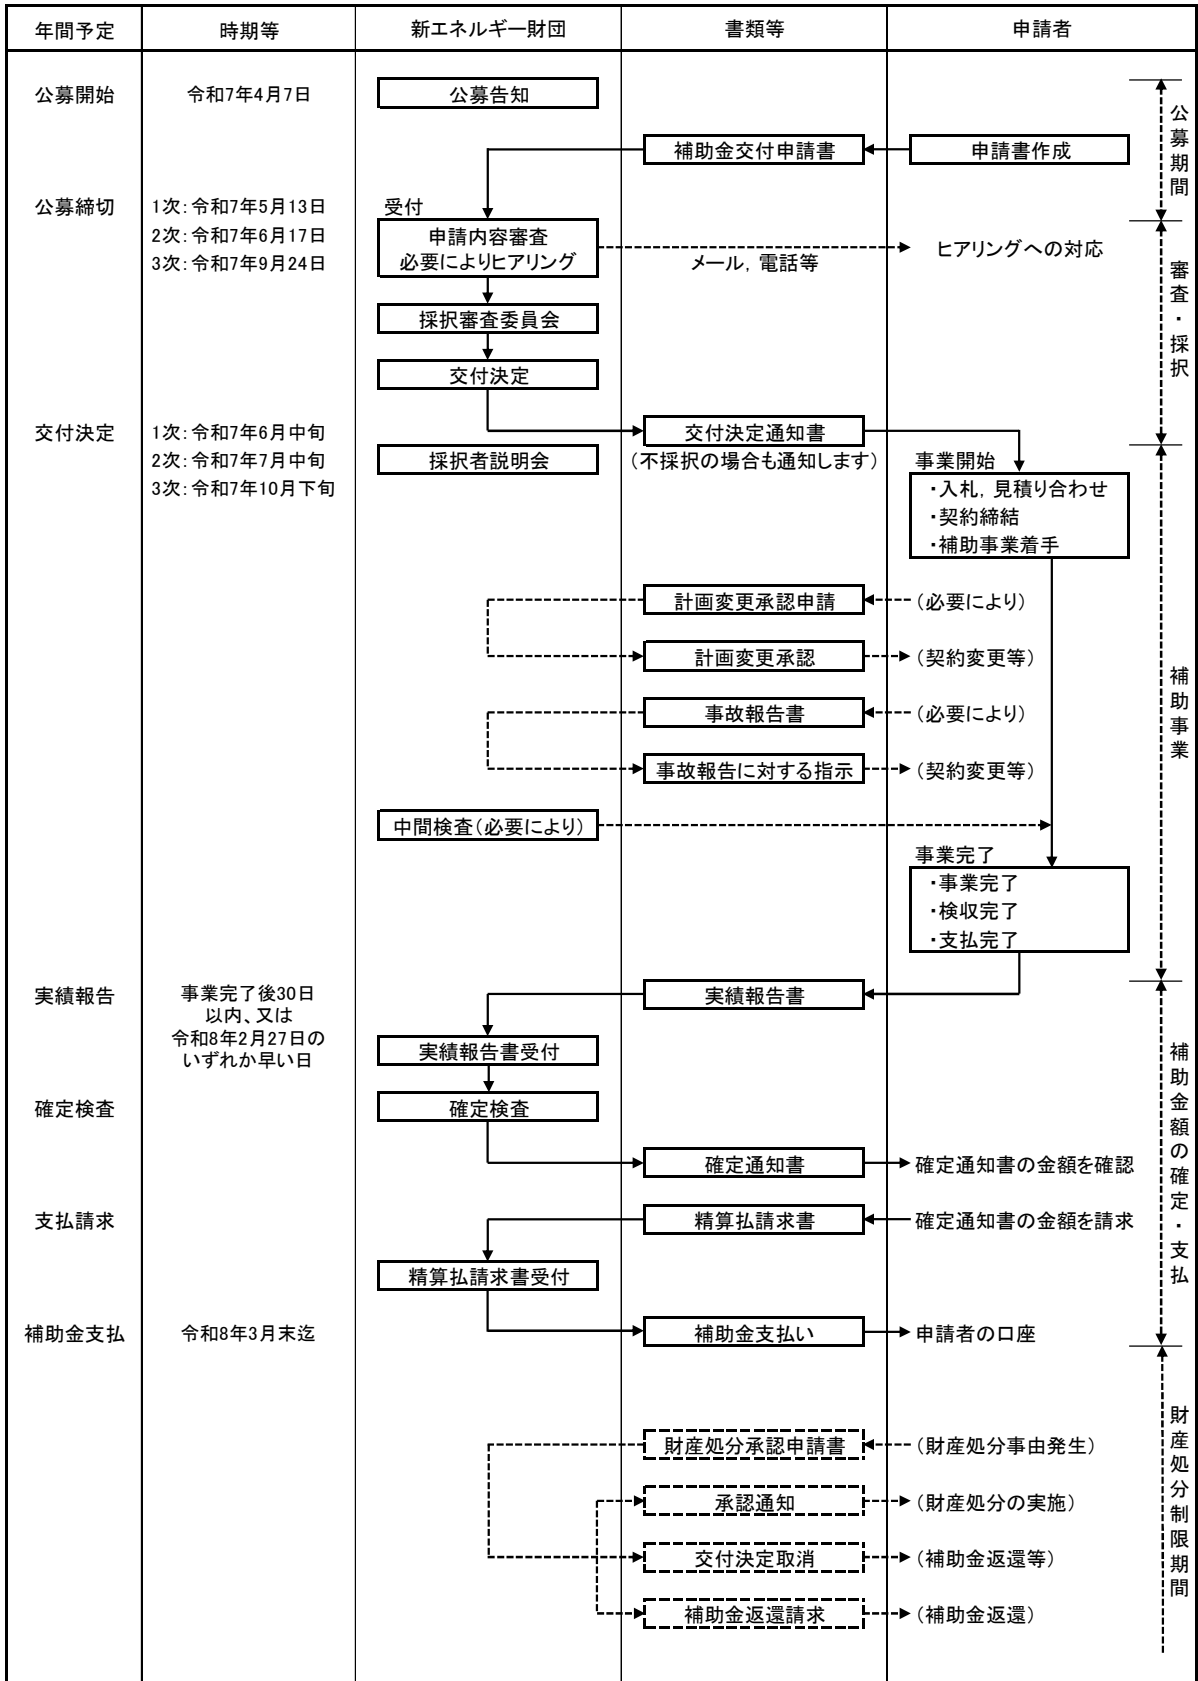 年間予定
時期等
新エネルギー財団
書類等
申請者
公募開始
令和7年4月7日
公募告知
補助金交付申請書
申請書作成
公募期間
公募締切
1次：令和7年5月13日
2次：令和7年6月17日
3次：令和7年9月24日
受付
申請内容審査
必要によりヒアリング
メール，電話等
ヒアリングへの対応
採択審査委員会
交付決定
審査・採択
交付決定
1次：令和7年6月中旬
2次：令和7年7月中旬
3次：令和7年10月下旬
採択者説明会
交付決定通知書
（不採択の場合も通知します）
事業開始
・入札，見積り合わせ
・契約締結
・補助事業着手
計画変更承認申請
（必要により）
計画変更承認
（契約変更等）
事故報告書
（必要により）
事故報告に対する指示
（契約変更等）
中間検査（必要により）
事業完了
・事業完了
・検収完了
・支払完了
補助事業
実績報告
事業完了後30日
以内、又は
令和8年2月27日の
いずれか早い日
実績報告書
実績報告書受付
確定検査
確定検査
確定通知書
確定通知書の金額を確認
支払請求
精算払請求書
確定通知書の金額を請求
精算払請求書受付
補助金支払
令和8年3月末迄
補助金支払い
申請者の口座
補助金額の確定・支払
財産処分承認申請書
（財産処分事由発生）
承認通知
（財産処分の実施）
交付決定取消
（補助金返還等）
補助金返還請求
（補助金返還）
財産処分制限期間